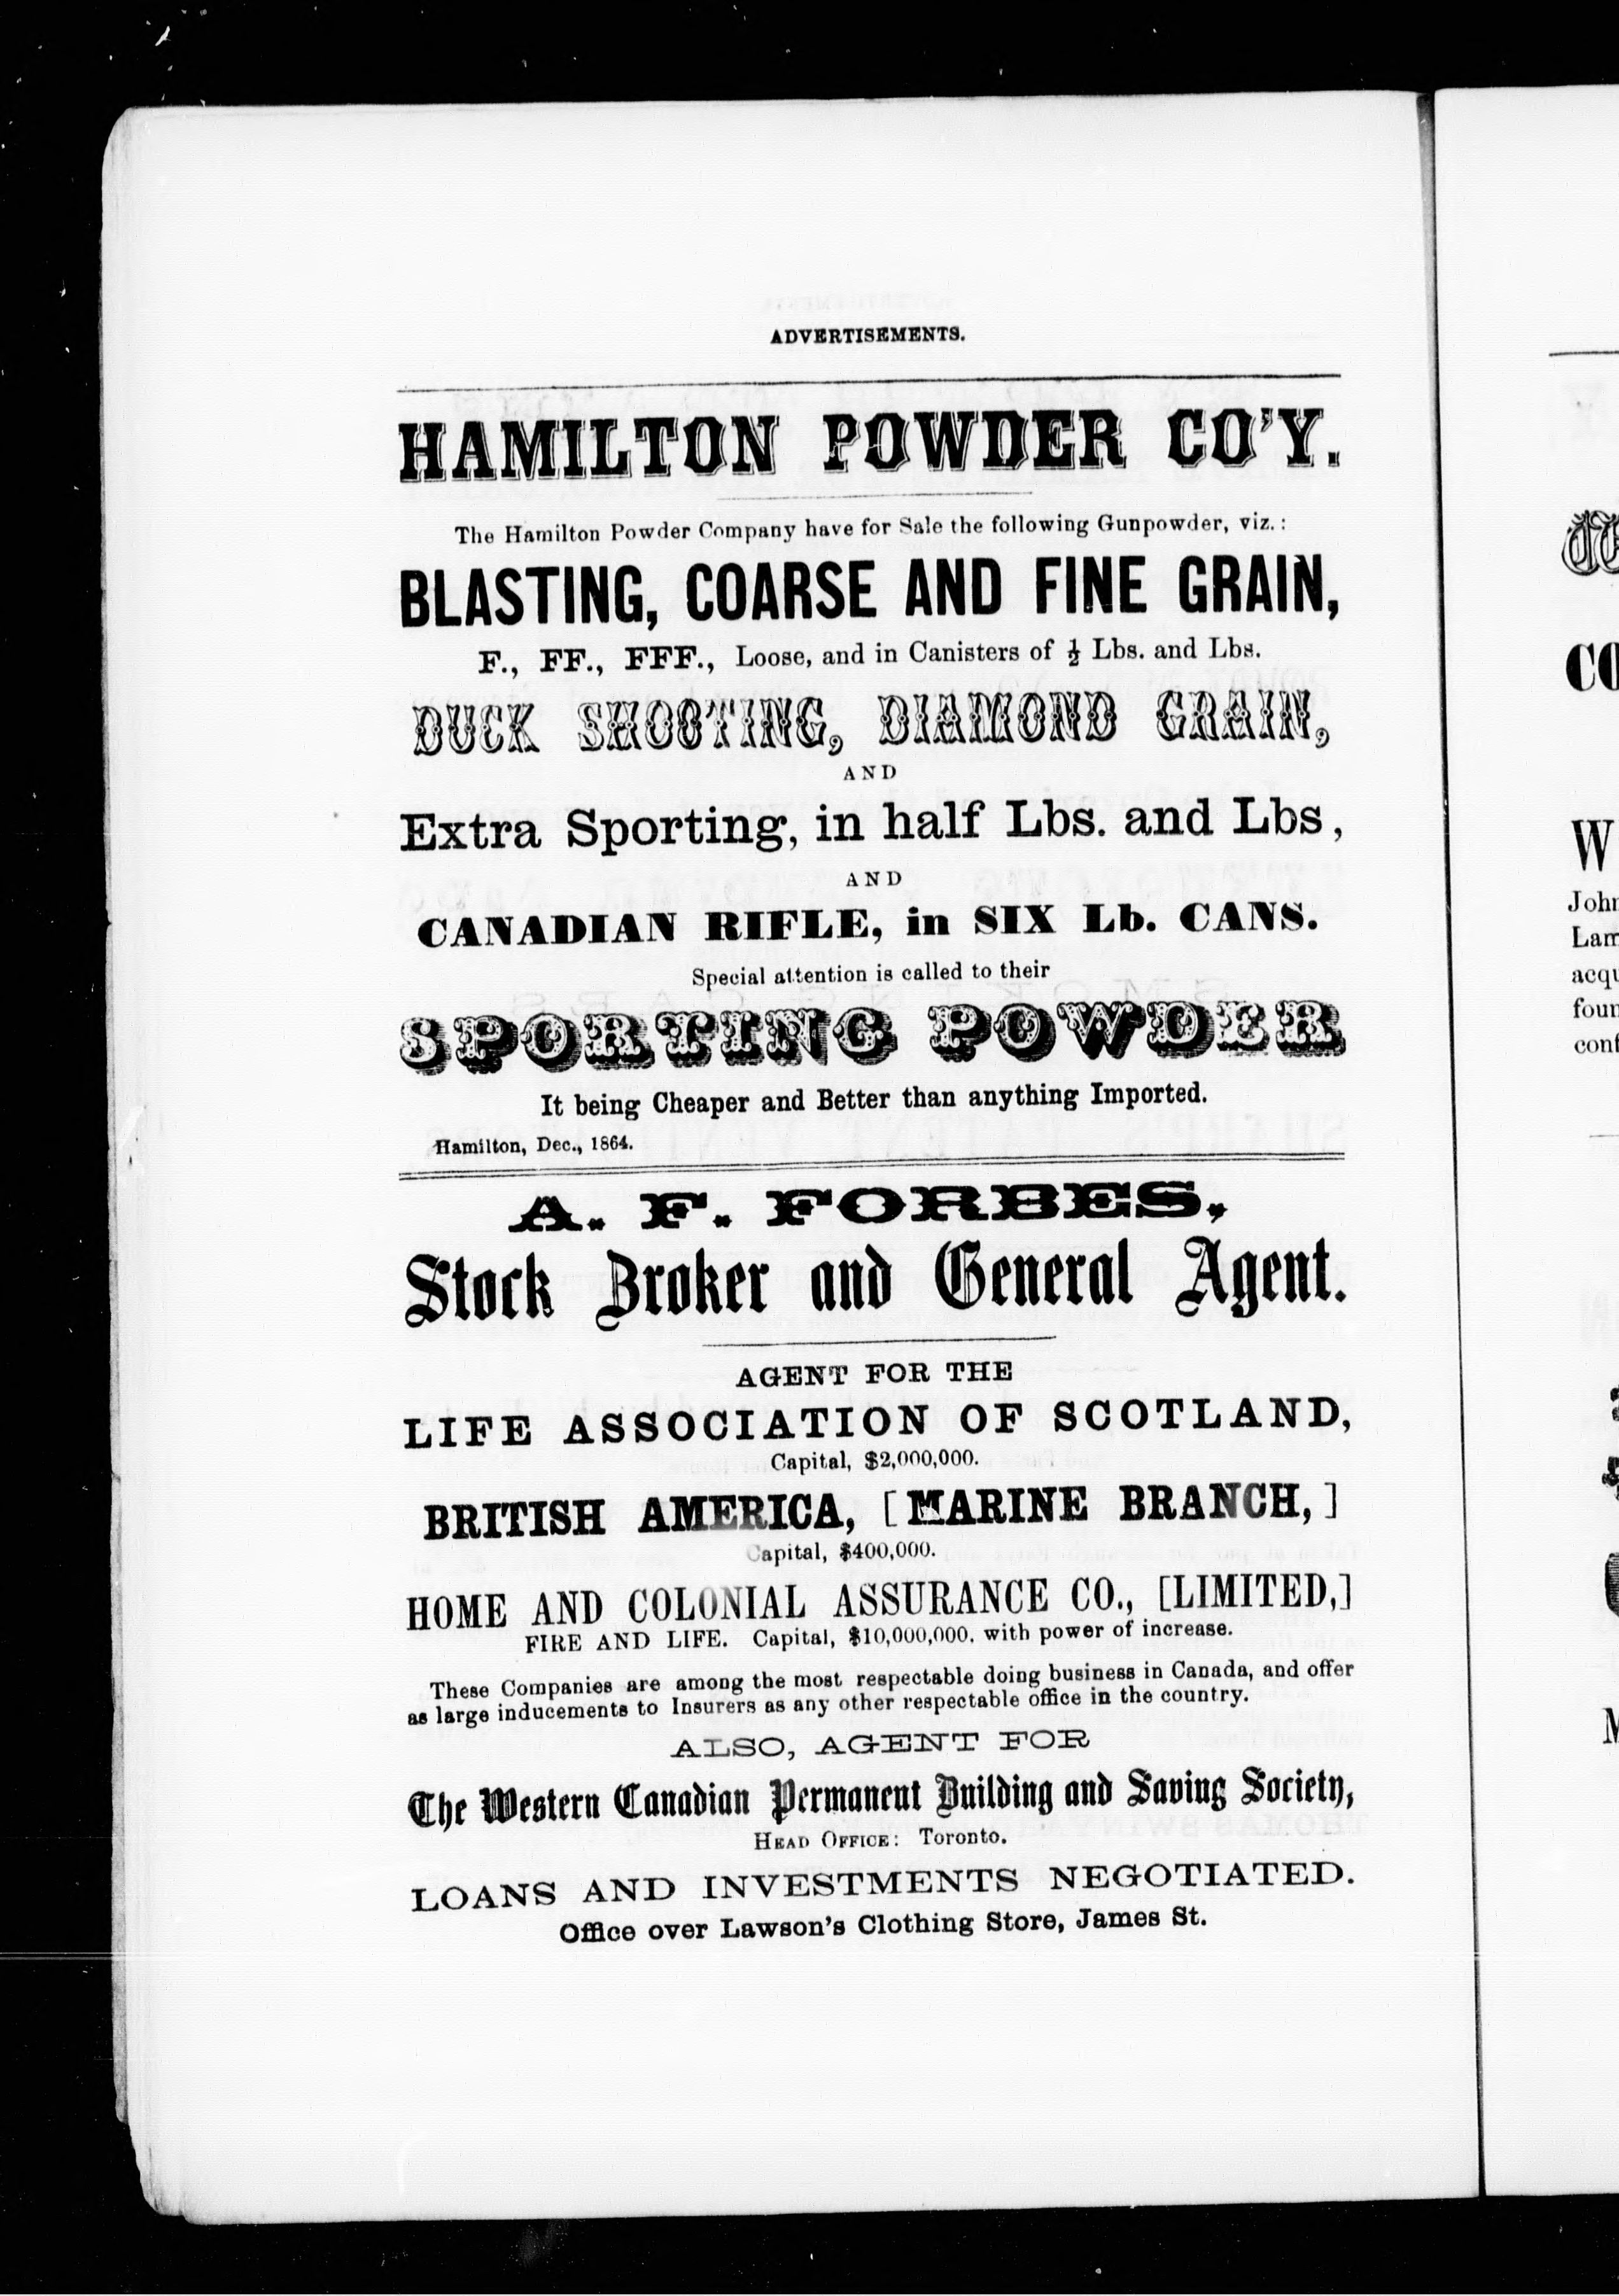 ADVERTISEMENTS.
HAMILTON POWDER CO'Y.
The Hamilton Powder Company have for Sale the following Gunpowder, viz.:
BLASTING, COARSE AND FINE GRAIN,
F., FF., FFF., Loose, and in Canisters of ½ Lbs. and Lbs.
DUCK SHOOTING, DIAMOND GRAIN,
AND
Extra Sporting, in half Lbs. and Lbs,
AND
CANADIAN RIFLE, in SIX Lb. CANS.
Special attention is called to their
SPORTING POWDER
It being Cheaper and Better than anything Imported.
Hamilton, Dec., 1864.
A. F. FORBES,
Stock Broker and General Agent.
AGENT FOR THE
LIFE ASSOCIATION OF SCOTLAND,
Capital, $2,000,000.
BRITISH AMERICA, [MARINE BRANCH,]
Capital, $400,000.
HOME AND COLONIAL ASSURANCE CO., [LIMITED,]
FIRE AND LIFE. Capital, $10,000,000. with power of increase.
These Companies are among the most respectable doing business in Canada, and offer
as large inducements to Insurers as any other respectable office in the country.
ALSO, AGENT FOR
The Western Canadian Permanent Building and Saving Society,
HEAD OFFICE: Toronto.
LOANS AND INVESTMENTS NEGOTIATED.
Office over Lawson's Clothing Store, James St.
CO
W
John
Lam
acqu
foun
cont